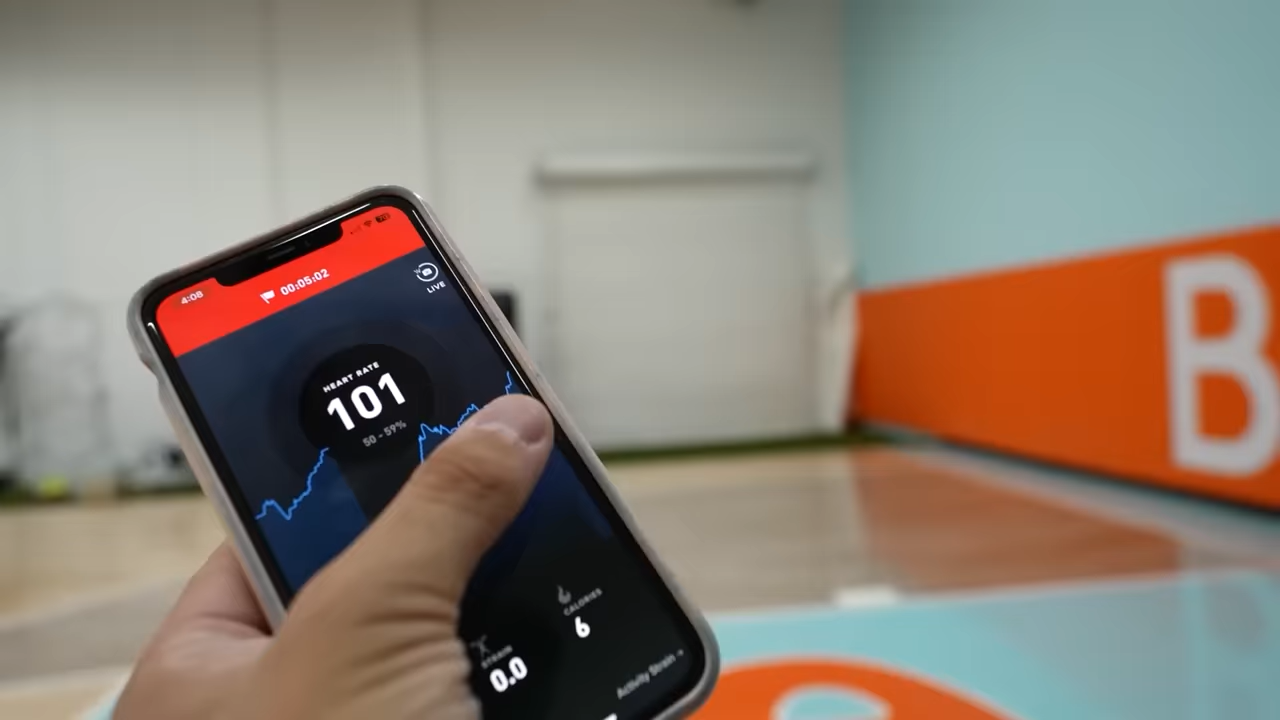 4:08
00:05:02
LIVE
HEART RATE
101
50 - 59%
CALORIES
6
STRAIN
0.0
Activity Strain
B